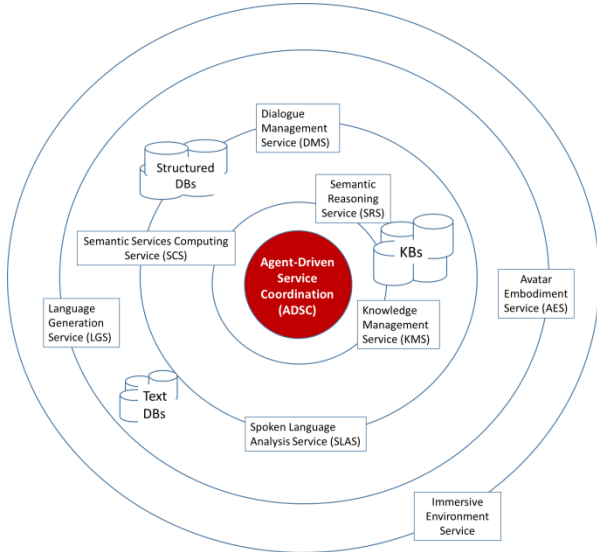 Dialogue
Management
Service (DMS)
Structured
DBs
Semantic
Reasoning
Service (SRS)
Semantic Services Computing
Service (SCS)
KBs
Agent-Driven
Service
Coordination
(ADSC)
Avatar
Embodiment
Service (AES)
Language
Generation
Service (LGS)
Knowledge
Management
Service (KMS)
Text
DBs
Spoken Language
Analysis Service (SLAS)
Immersive
Environment
Service